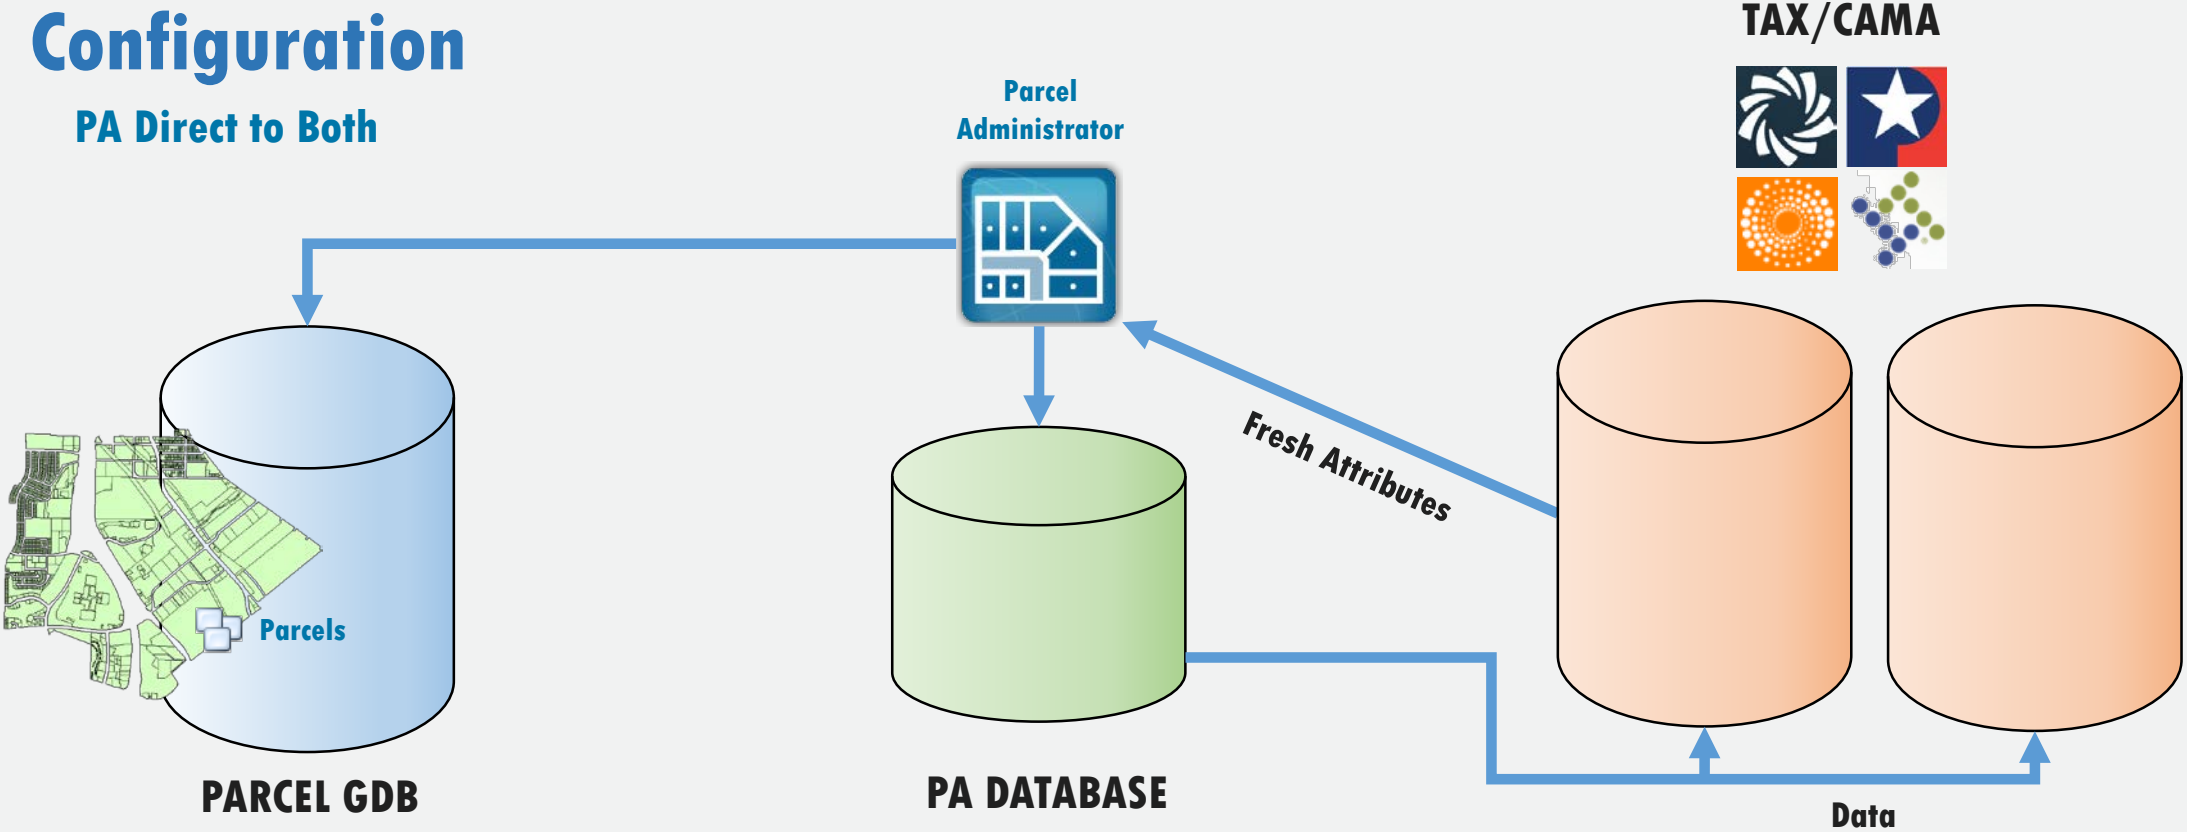 Configuration
PA Direct to Both
TAX/CAMA
Parcel
Administrator
Fresh Attributes
Parcels
PARCEL GDB
PA DATABASE
Data